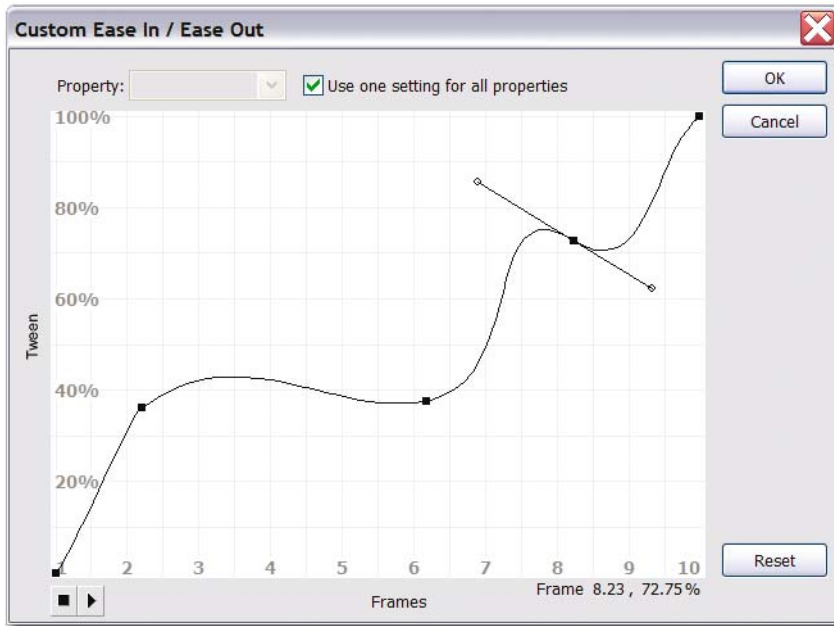 Custom Ease In / Ease Out
Property:
Use one setting for all properties
OK
Cancel
100%
80%
60%
40%
20%
Tween
1 2 3 4 5 6 7 8 9 10
Reset
Frames
Frame 8.23 , 72.75%